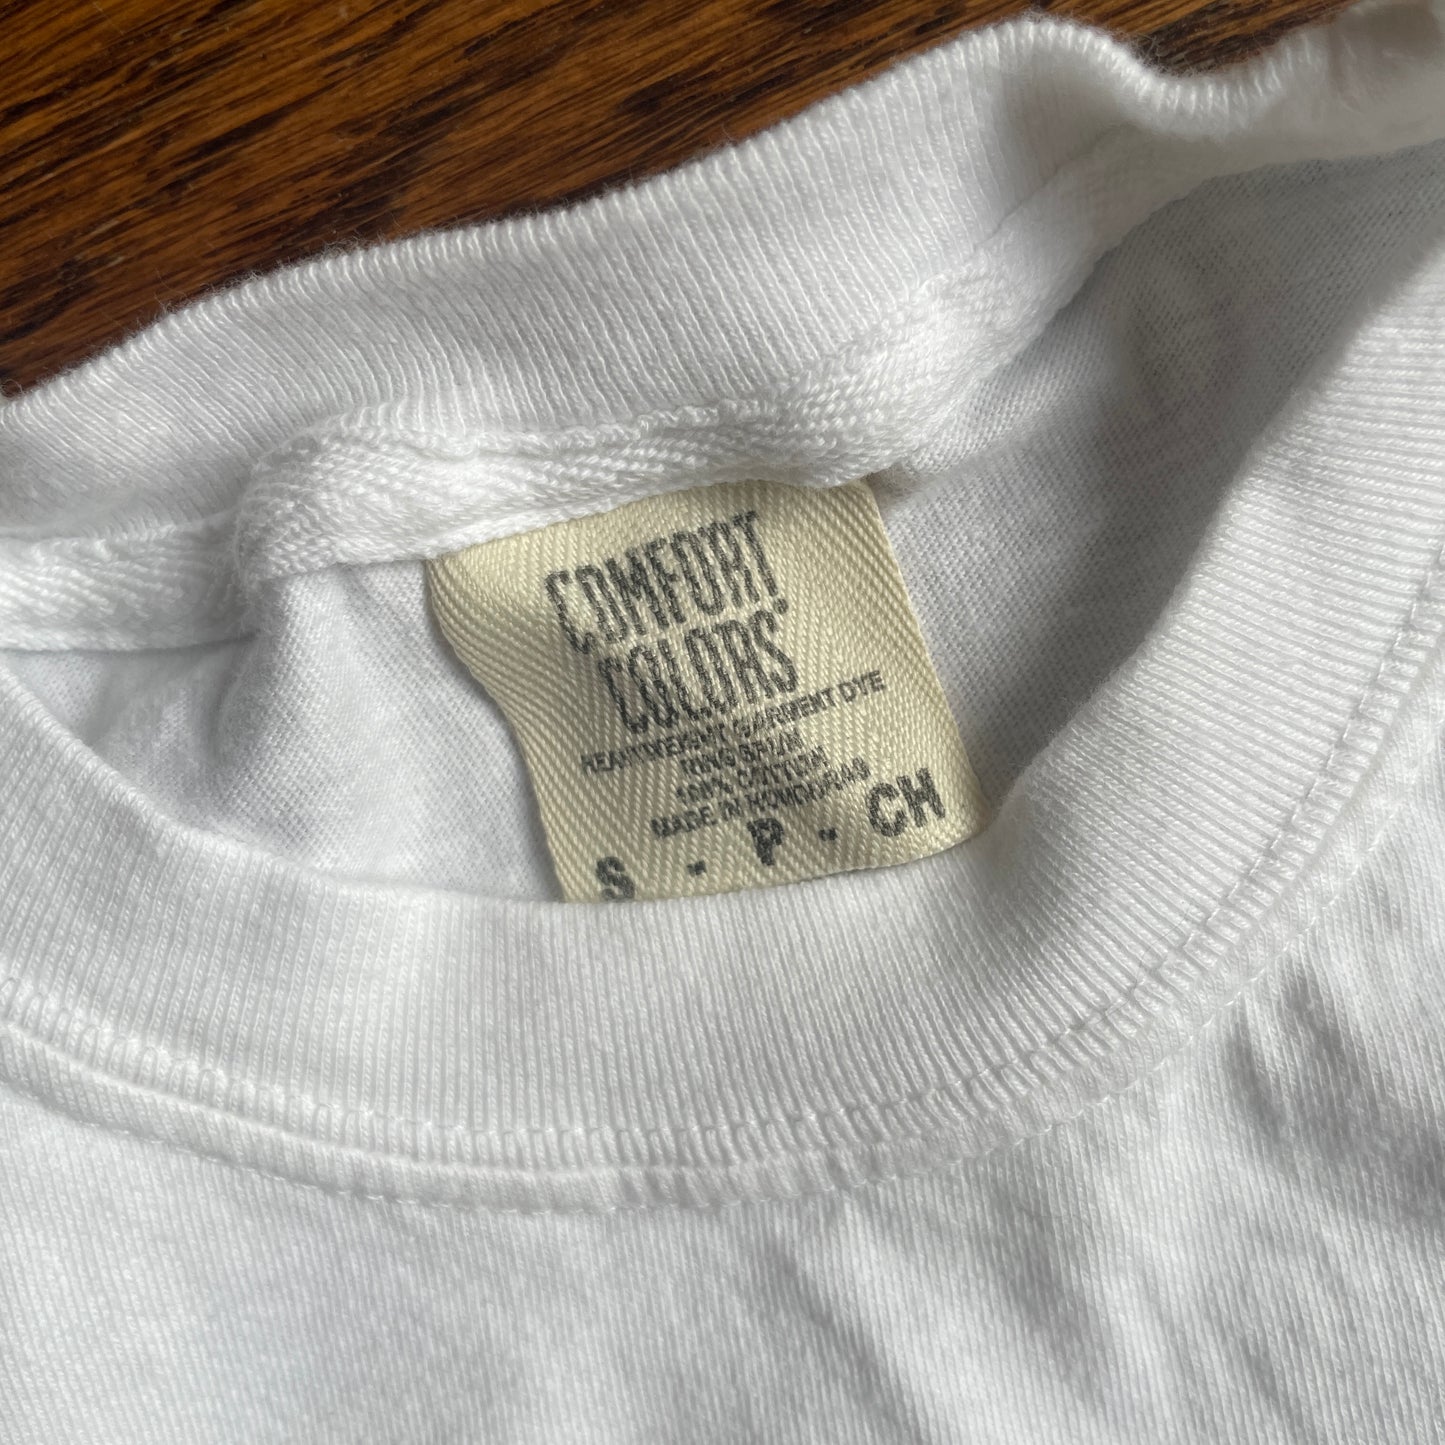 COMFORT
COLORS®
HEAVYWEIGHT GARMENT DYE
RING SPUN
100% COTTON
MADE IN HONDURAS
S - P - CH